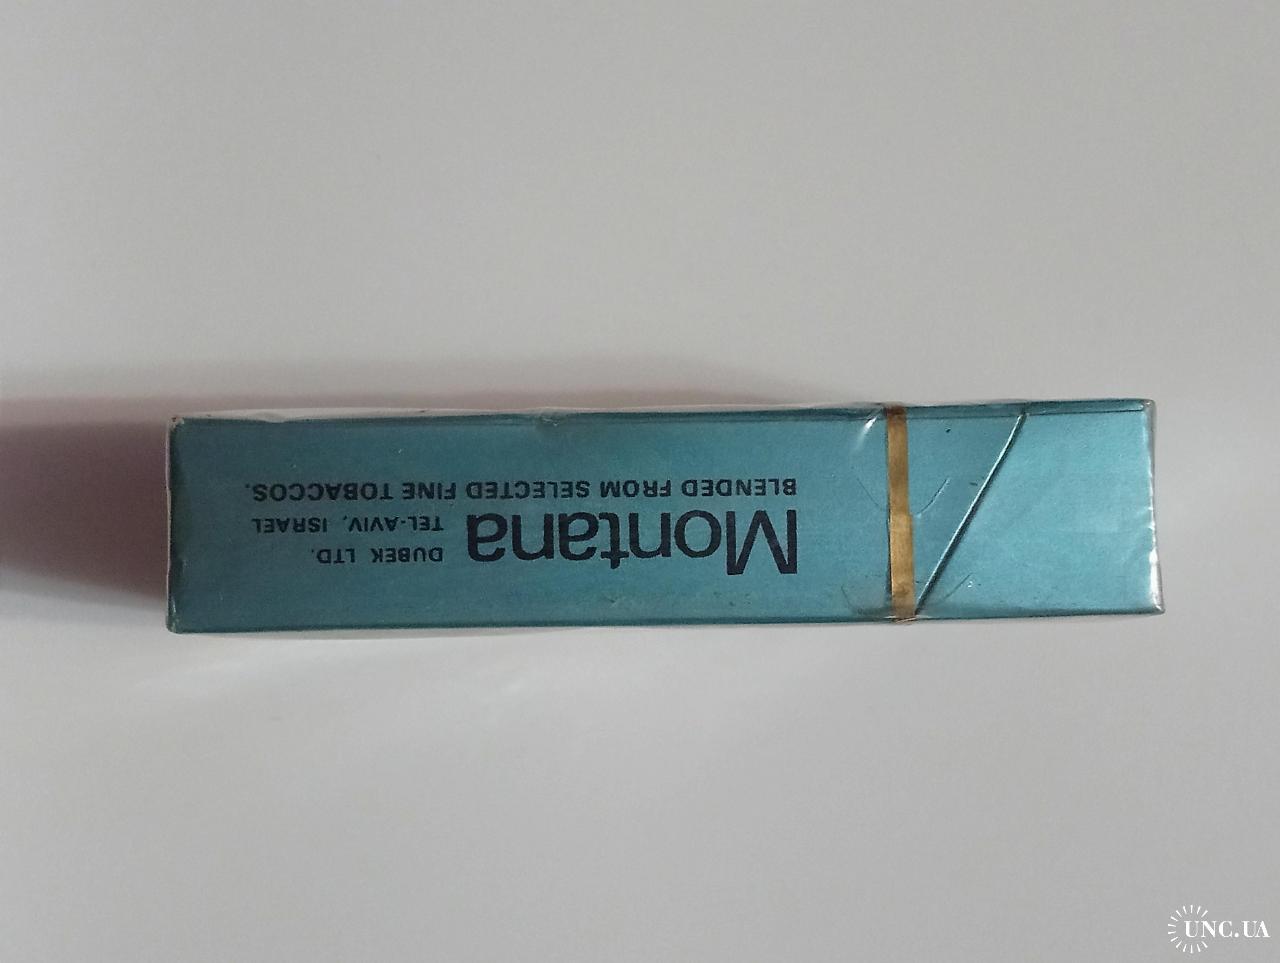 DUBEK LTD.
Montana TEL-AVIV, ISRAEL
BLENDED FROM SELECTED FINE TOBACCOS.
UNC.UA